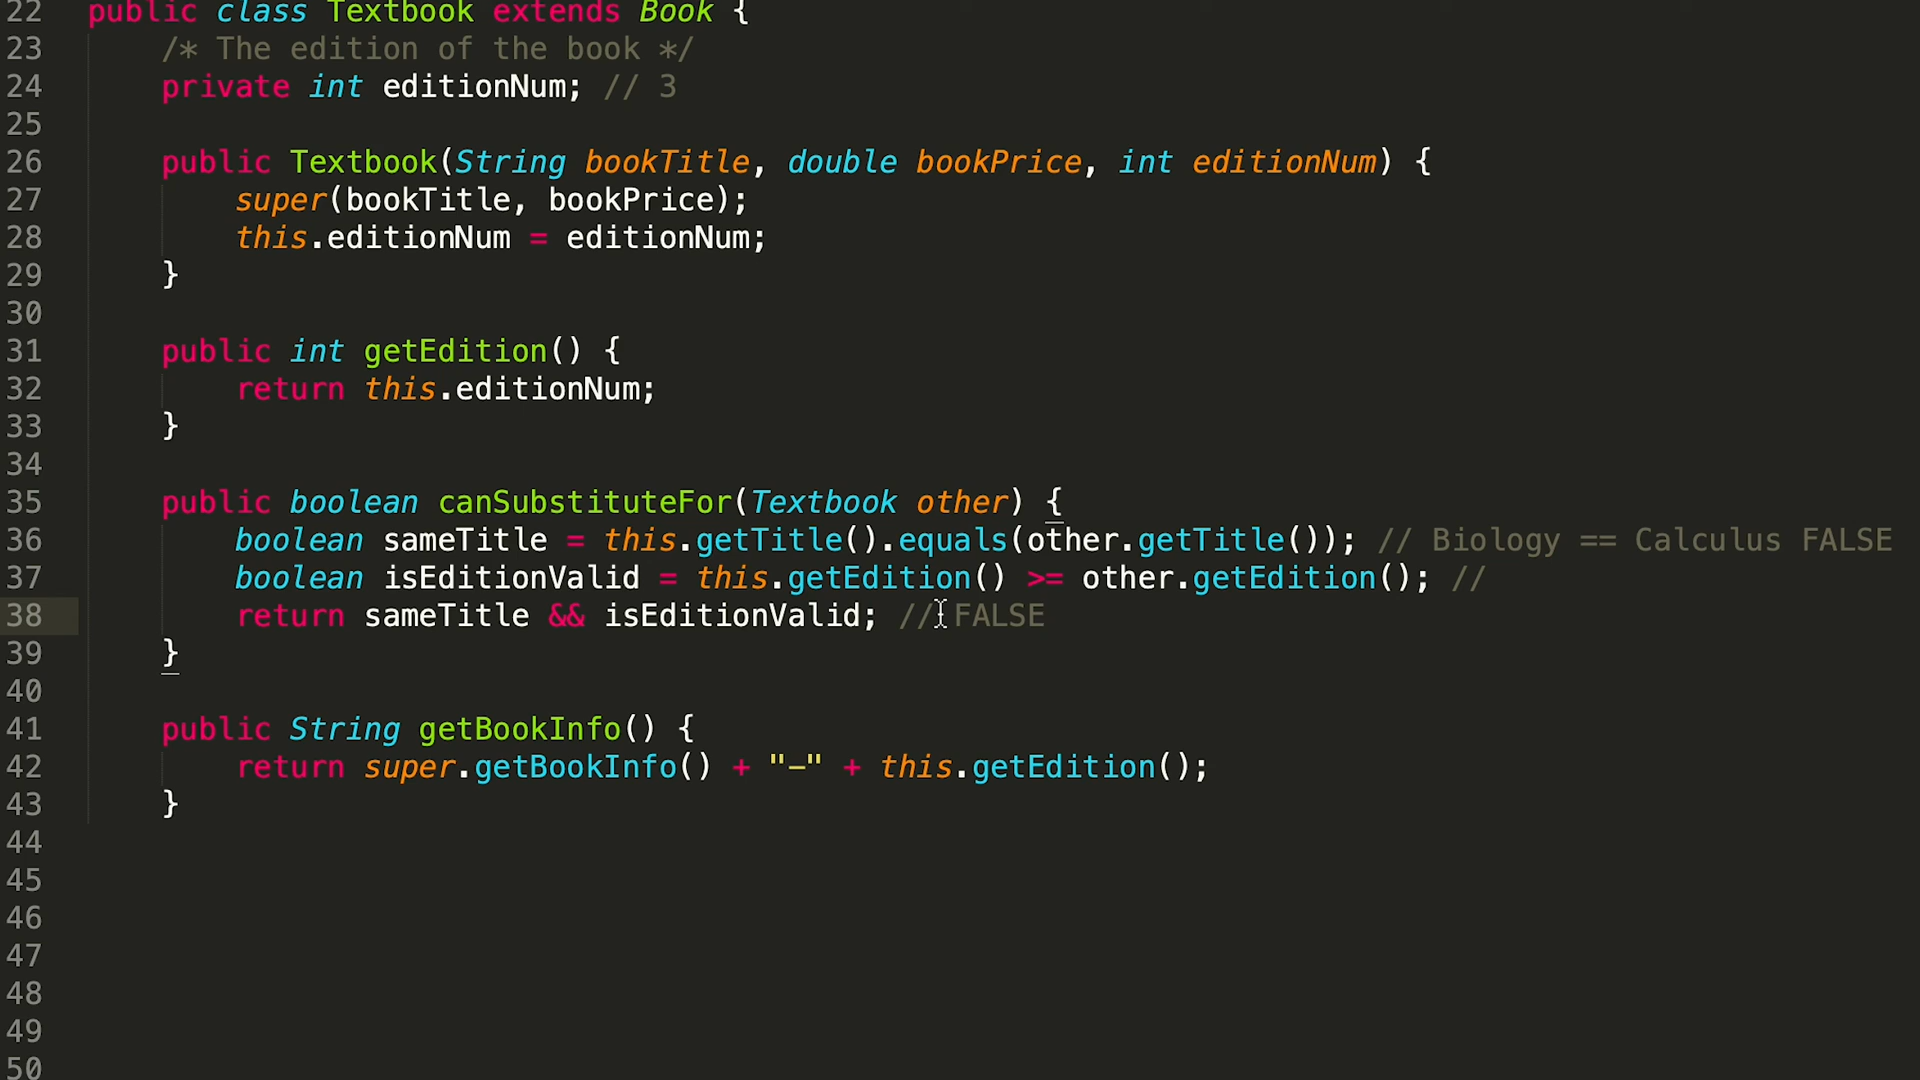 22 public class Textbook extends Book {
23 /* The edition of the book */
24 private int editionNum; // 3
25
26 public Textbook(String bookTitle, double bookPrice, int editionNum) {
27 super(bookTitle, bookPrice);
28 this.editionNum = editionNum;
29 }
30
31 public int getEdition() {
32 return this.editionNum;
33 }
34
35 public boolean canSubstituteFor(Textbook other) {
36 boolean sameTitle = this.getTitle().equals(other.getTitle()); // Biology == Calculus FALSE
37 boolean isEditionValid = this.getEdition() >= other.getEdition(); //
38 return sameTitle && isEditionValid; // FALSE
39 }
40
41 public String getBookInfo() {
42 return super.getBookInfo() + "-" + this.getEdition();
43 }
44
45
46
47
48
49
50